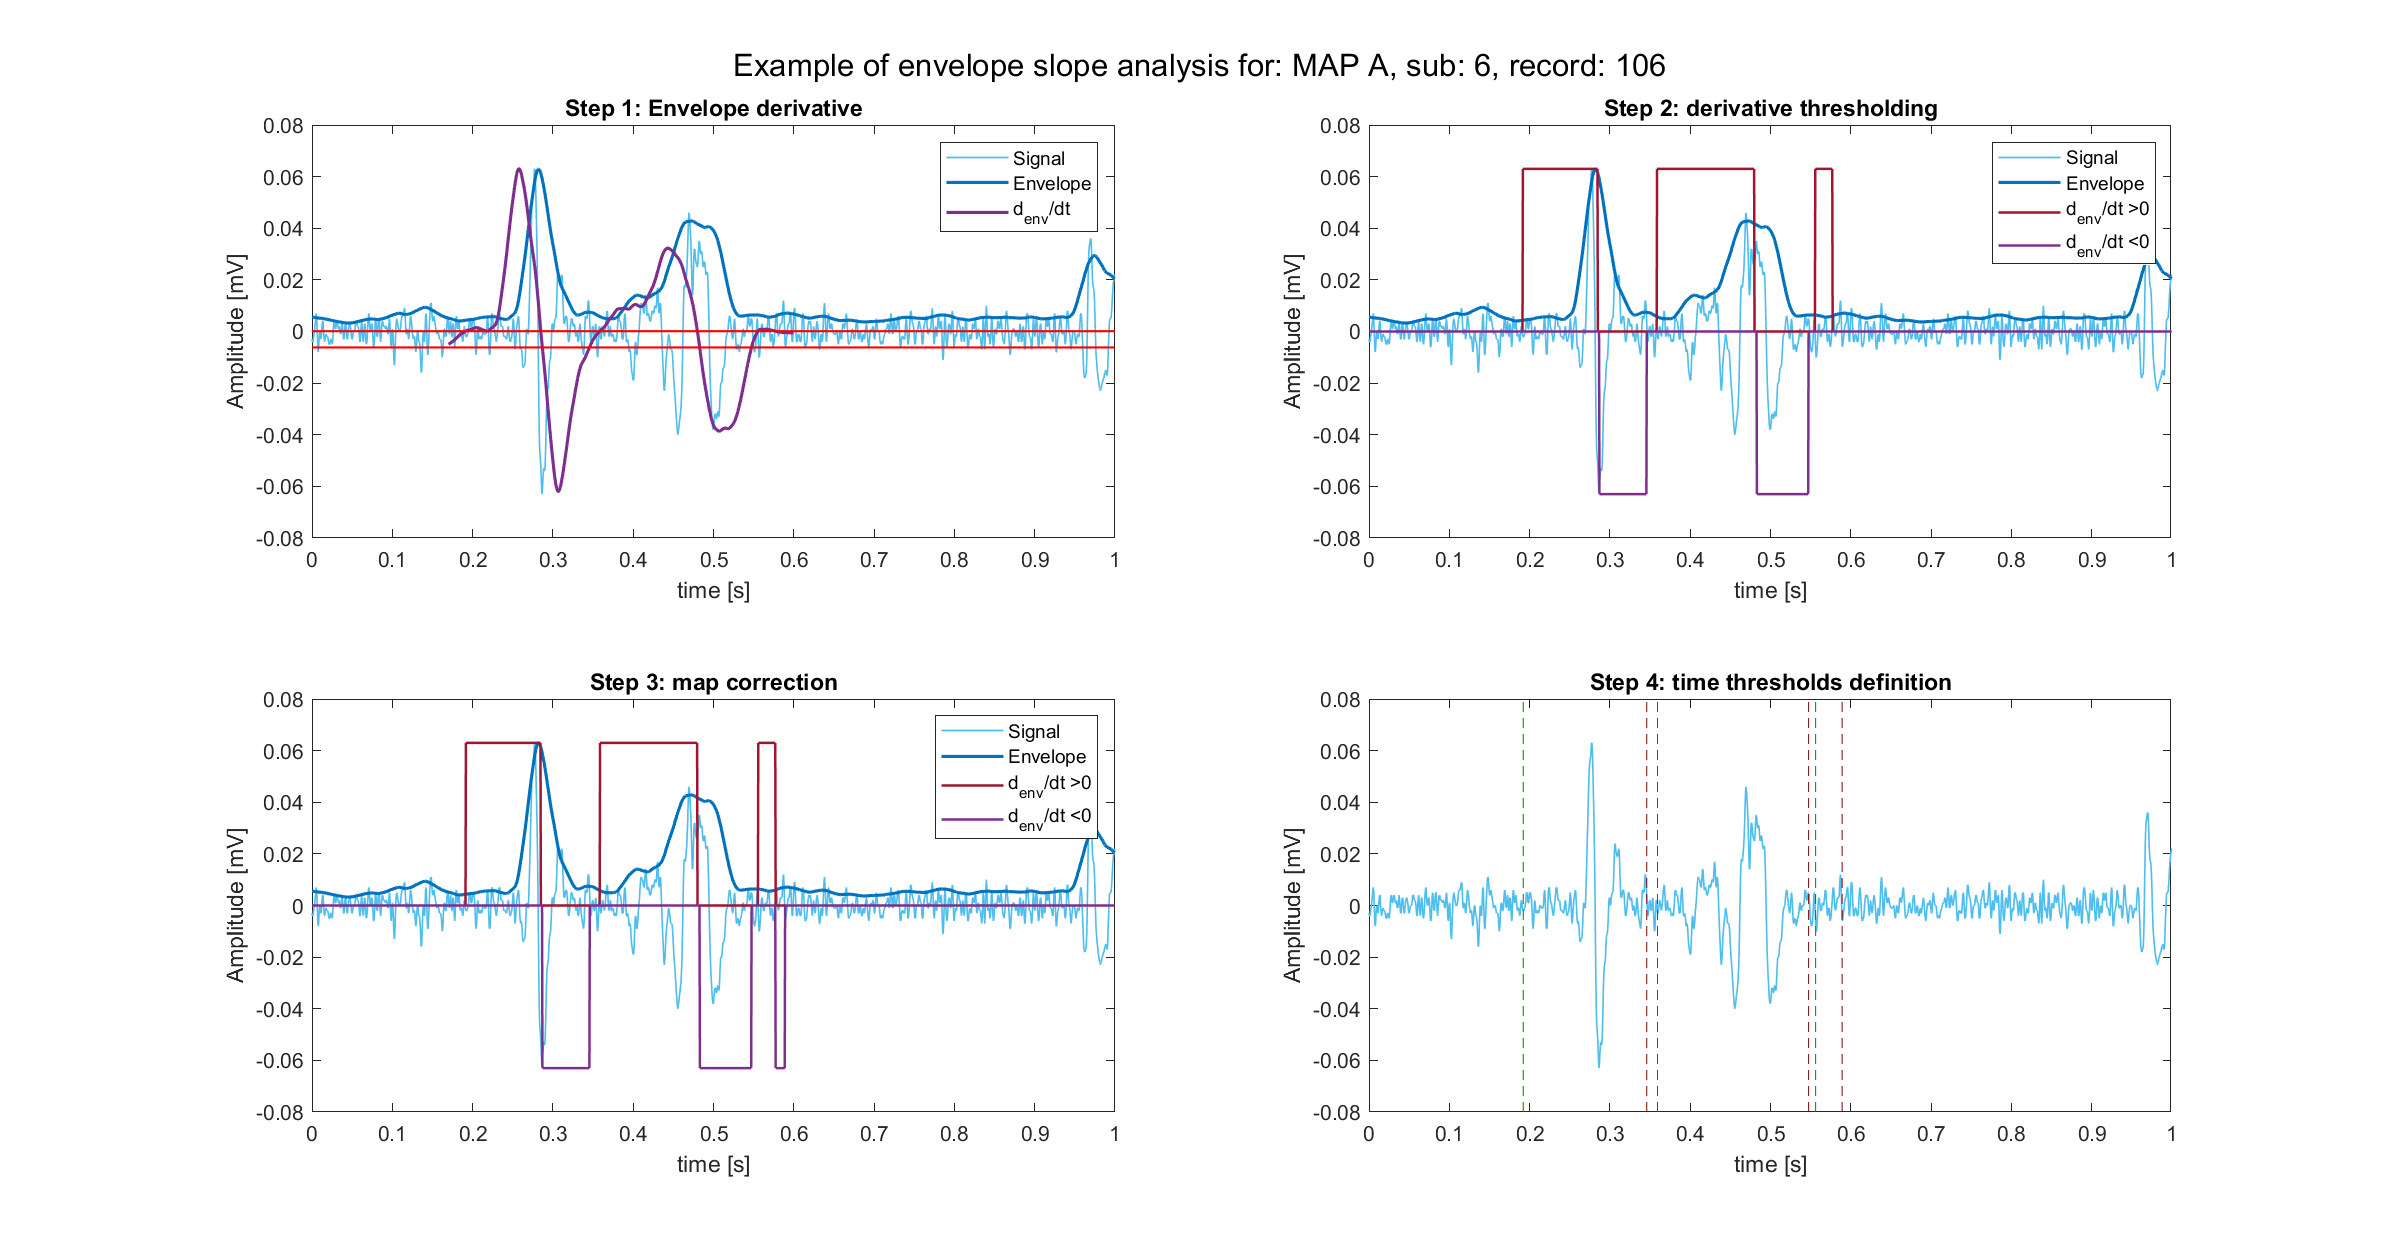 Example of envelope slope analysis for: MAP A, sub: 6, record: 106
Step 1: Envelope derivative
0.08
0.06
0.04
0.02
0
-0.02
-0.04
-0.06
-0.08
Amplitude [mV]
0 0.1 0.2 0.3 0.4 0.5 0.6 0.7 0.8 0.9 1
time [s]
Signal
Envelope
d_env/dt
Step 2: derivative thresholding
0.08
0.06
0.04
0.02
0
-0.02
-0.04
-0.06
-0.08
Amplitude [mV]
0 0.1 0.2 0.3 0.4 0.5 0.6 0.7 0.8 0.9 1
time [s]
Signal
Envelope
d_env/dt >0
d_env/dt <0
Step 3: map correction
0.08
0.06
0.04
0.02
0
-0.02
-0.04
-0.06
-0.08
Amplitude [mV]
0 0.1 0.2 0.3 0.4 0.5 0.6 0.7 0.8 0.9 1
time [s]
Signal
Envelope
d_env/dt >0
d_env/dt <0
Step 4: time thresholds definition
0.08
0.06
0.04
0.02
0
-0.02
-0.04
-0.06
-0.08
Amplitude [mV]
0 0.1 0.2 0.3 0.4 0.5 0.6 0.7 0.8 0.9 1
time [s]